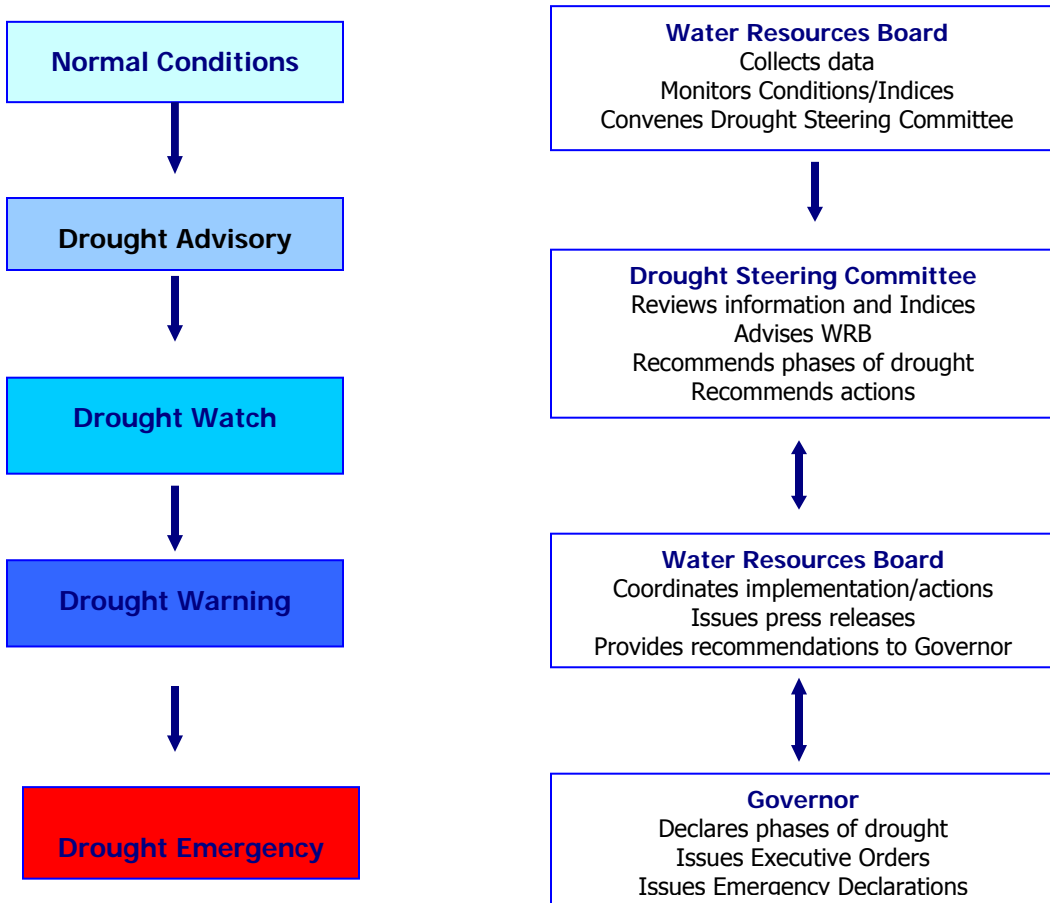 Normal Conditions
Drought Advisory
Drought Watch
Drought Warning
Drought Emergency
Water Resources Board
Collects data
Monitors Conditions/Indices
Convenes Drought Steering Committee
Drought Steering Committee
Reviews information and Indices
Advises WRB
Recommends phases of drought
Recommends actions
Water Resources Board
Coordinates implementation/actions
Issues press releases
Provides recommendations to Governor
Governor
Declares phases of drought
Issues Executive Orders
Issues Emergency Declarations